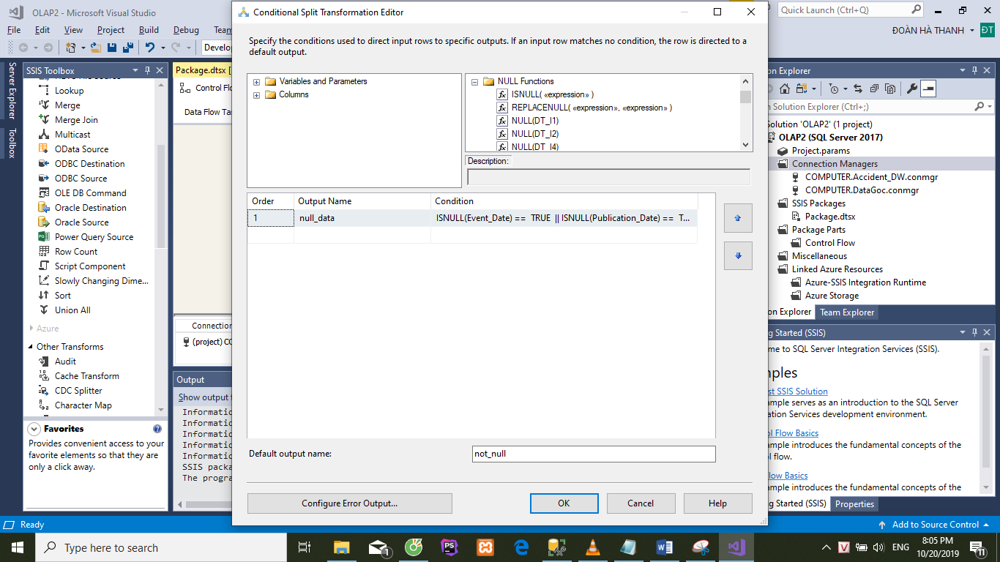 OLAP2 - Microsoft Visual Studio
Quick Launch (Ctrl+Q)
File Edit View Project Build Debug Team
ĐOÀN HÀ THANH ĐT
Develo
Server Explorer
Toolbox
SSIS Toolbox
Lookup
Merge
Merge Join
Multicast
OData Source
ODBC Destination
ODBC Source
OLE DB Command
Oracle Destination
Oracle Source
Power Query Source
Row Count
Script Component
Slowly Changing Dime...
Sort
Union All
Azure
Other Transforms
Audit
Cache Transform
CDC Splitter
Character Map
Favorites
Provides convenient access to your
favorite elements so that they are
only a click away.
Package.dtsx [
Control Flo
Data Flow Tas
Connection
(project) CO
Output
Show output f
Informatio
Informatio
Informatio
Informatio
Informatio
SSIS packa
The progra
Conditional Split Transformation Editor
Specify the conditions used to direct input rows to specific outputs. If an input row matches no condition, the row is directed to a
default output.
Variables and Parameters
Columns
NULL Functions
ISNULL( «expression» )
REPLACENULL( «expression», «expression» )
NULL(DT_I1)
NULL(DT_I2)
NULL(DT_I4)
Description:
Order Output Name Condition
1 null_data ISNULL(Event_Date) == TRUE || ISNULL(Publication_Date) == T...
Default output name: not_null
Configure Error Output... OK Cancel Help
on Explorer
Solution Explorer (Ctrl+;)
Solution 'OLAP2' (1 project)
OLAP2 (SQL Server 2017)
Project.params
Connection Managers
COMPUTER.Accident_DW.conmgr
COMPUTER.DataGoc.conmgr
SSIS Packages
Package.dtsx
Package Parts
Control Flow
Miscellaneous
Linked Azure Resources
Azure-SSIS Integration Runtime
Azure Storage
on Explorer Team Explorer
g Started (SSIS)
me to SQL Server Integration Services (SSIS).
mples
st SSIS Solution
ample serves as an introduction to the SQL Server
ration Services development environment.
ol Flow Basics
ample introduces the fundamental concepts of the
ol flow.
Flow Basics
ample introduces the fundamental concepts of the
g Started (SSIS) Properties
Ready
Add to Source Control
Type here to search
1
PS
V
ENG
8:05 PM
10/20/2019
11